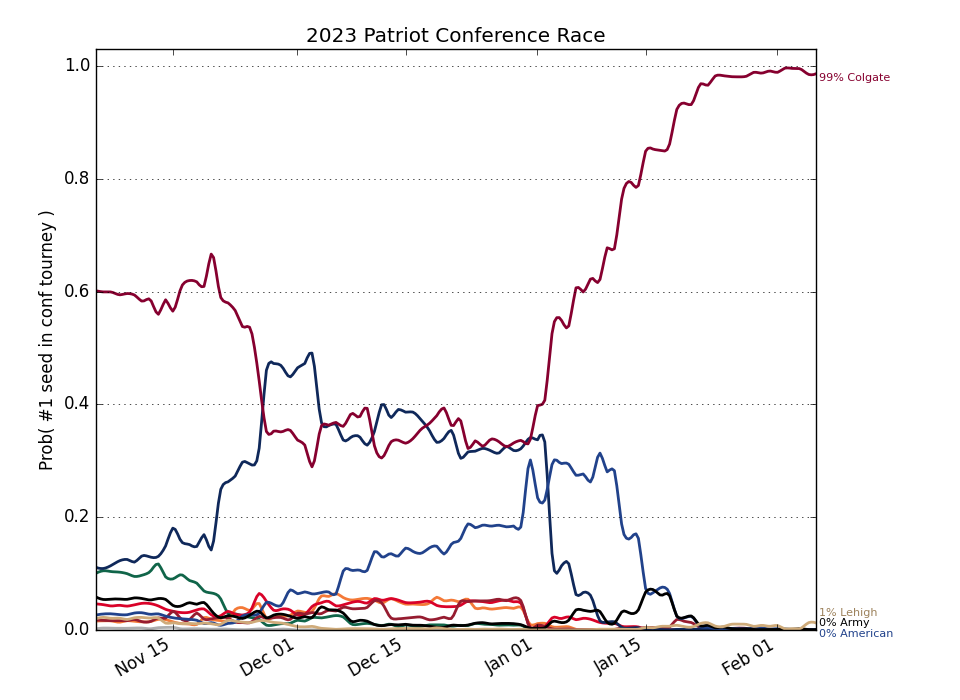 2023 Patriot Conference Race
Prob( #1 seed in conf tourney )
1.0
0.8
0.6
0.4
0.2
0.0
99% Colgate
1% Lehigh
0% Army
0% American
Nov 15
Dec 01
Dec 15
Jan 01
Jan 15
Feb 01